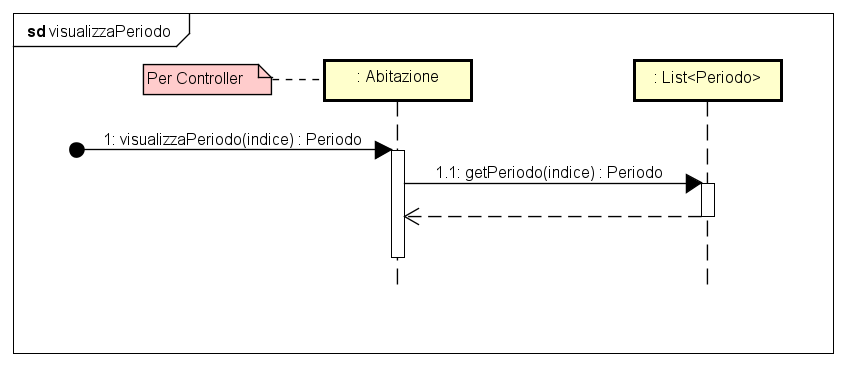 sd visualizzaPeriodo
Per Controller
: Abitazione
: List<Periodo>
1: visualizzaPeriodo(indice) : Periodo
1.1: getPeriodo(indice) : Periodo